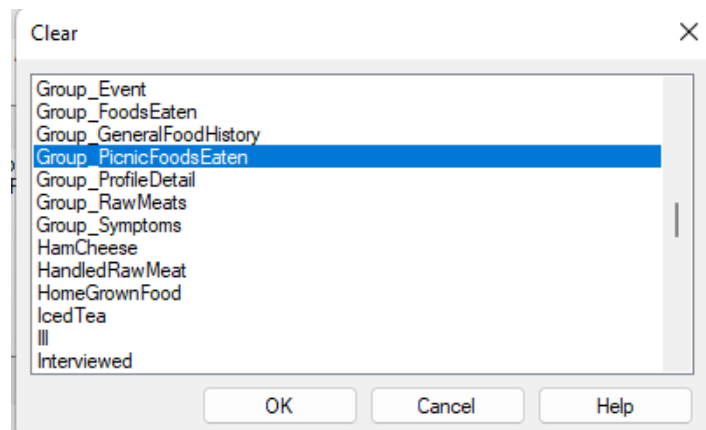 Clear
Group_Event
Group_FoodsEaten
Group_GeneralFoodHistory
Group_PicnicFoodsEaten
Group_ProfileDetail
Group_RawMeats
Group_Symptoms
HamCheese
HandledRawMeat
HomeGrownFood
IcedTea
Ill
Interviewed
OK
Cancel
Help